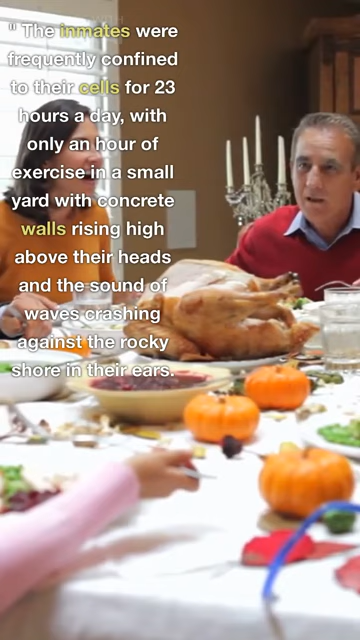 " The inmates were
frequently confined
to their cells for 23
hours a day, with
only an hour of
exercise in a small
yard with concrete
walls rising high
above their heads
and the sound of
waves crashing
against the rocky
shore in their ears.